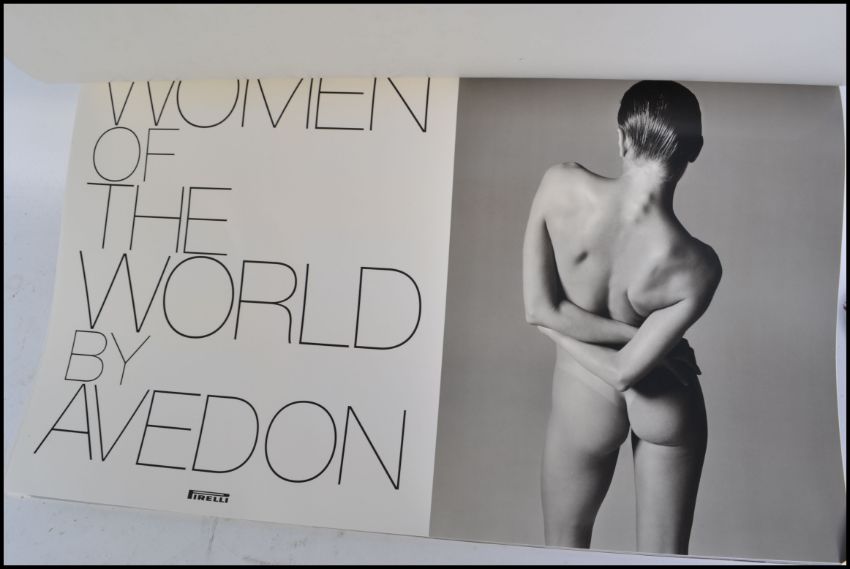 WOMEN
OF
THE
WORLD
BY
AVEDON
PIRELLI